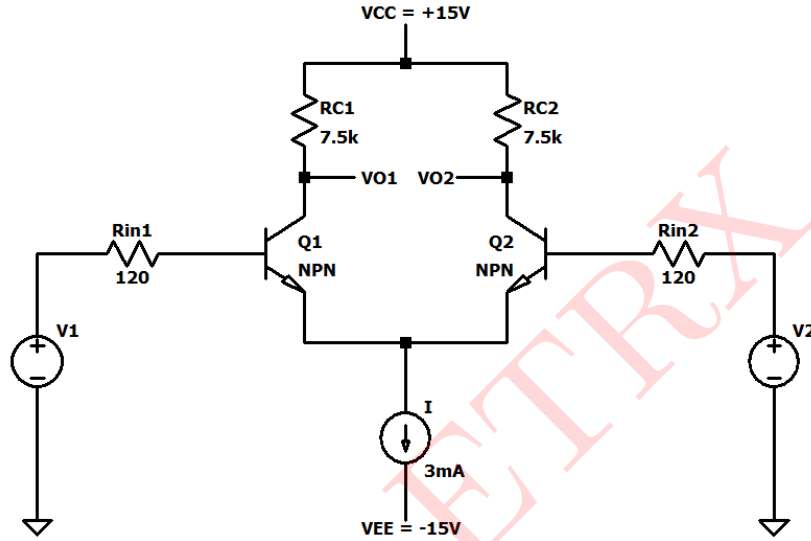 VCC = +15V
RC1
7.5k
RC2
7.5k
VO1
VO2
Rin1
120
Q1
NPN
Q2
NPN
Rin2
120
V1
V2
I
3mA
VEE = -15V
ETRX